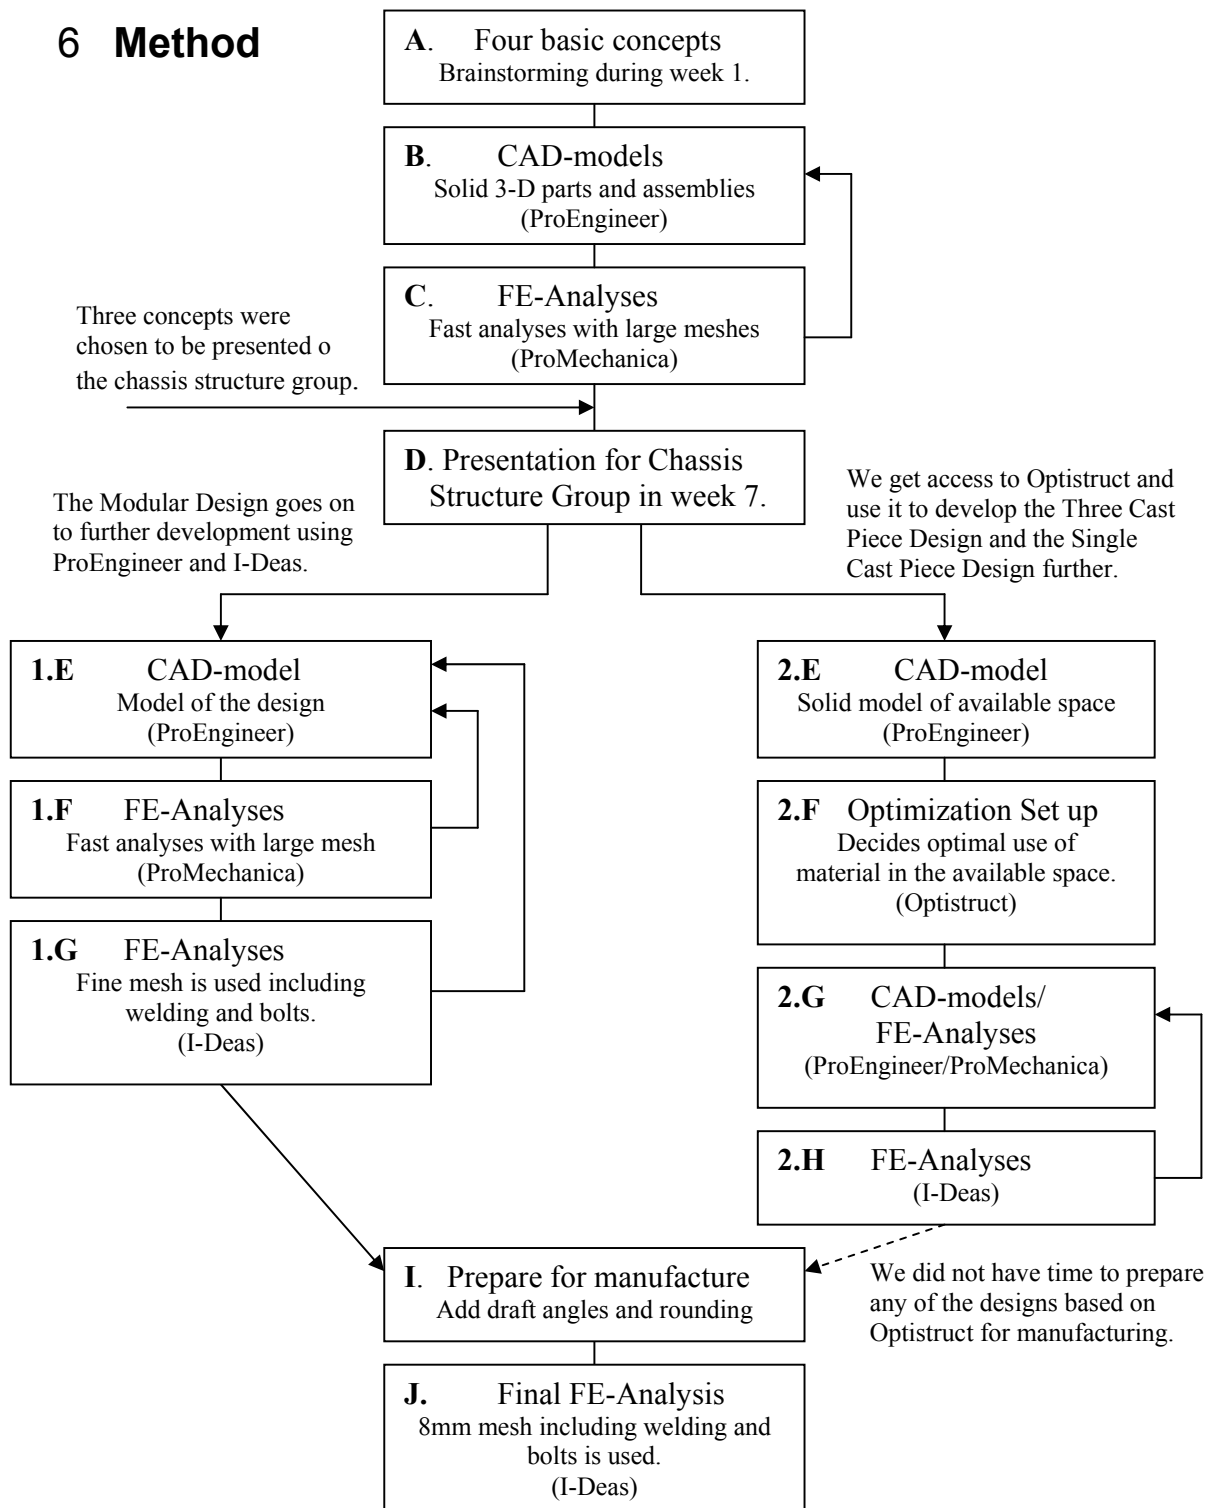 6 Method
A. Four basic concepts
Brainstorming during week 1.
B. CAD-models
Solid 3-D parts and assemblies
(ProEngineer)
C. FE-Analyses
Fast analyses with large meshes
(ProMechanica)
Three concepts were
chosen to be presented o
the chassis structure group.
D. Presentation for Chassis
Structure Group in week 7.
The Modular Design goes on
to further development using
ProEngineer and I-Deas.
We get access to Optistruct and
use it to develop the Three Cast
Piece Design and the Single
Cast Piece Design further.
1.E CAD-model
Model of the design
(ProEngineer)
1.F FE-Analyses
Fast analyses with large mesh
(ProMechanica)
1.G FE-Analyses
Fine mesh is used including
welding and bolts.
(I-Deas)
2.E CAD-model
Solid model of available space
(ProEngineer)
2.F Optimization Set up
Decides optimal use of
material in the available space.
(Optistruct)
2.G CAD-models/
FE-Analyses
(ProEngineer/ProMechanica)
2.H FE-Analyses
(I-Deas)
I. Prepare for manufacture
Add draft angles and rounding
We did not have time to prepare
any of the designs based on
Optistruct for manufacturing.
J. Final FE-Analysis
8mm mesh including welding and
bolts is used.
(I-Deas)